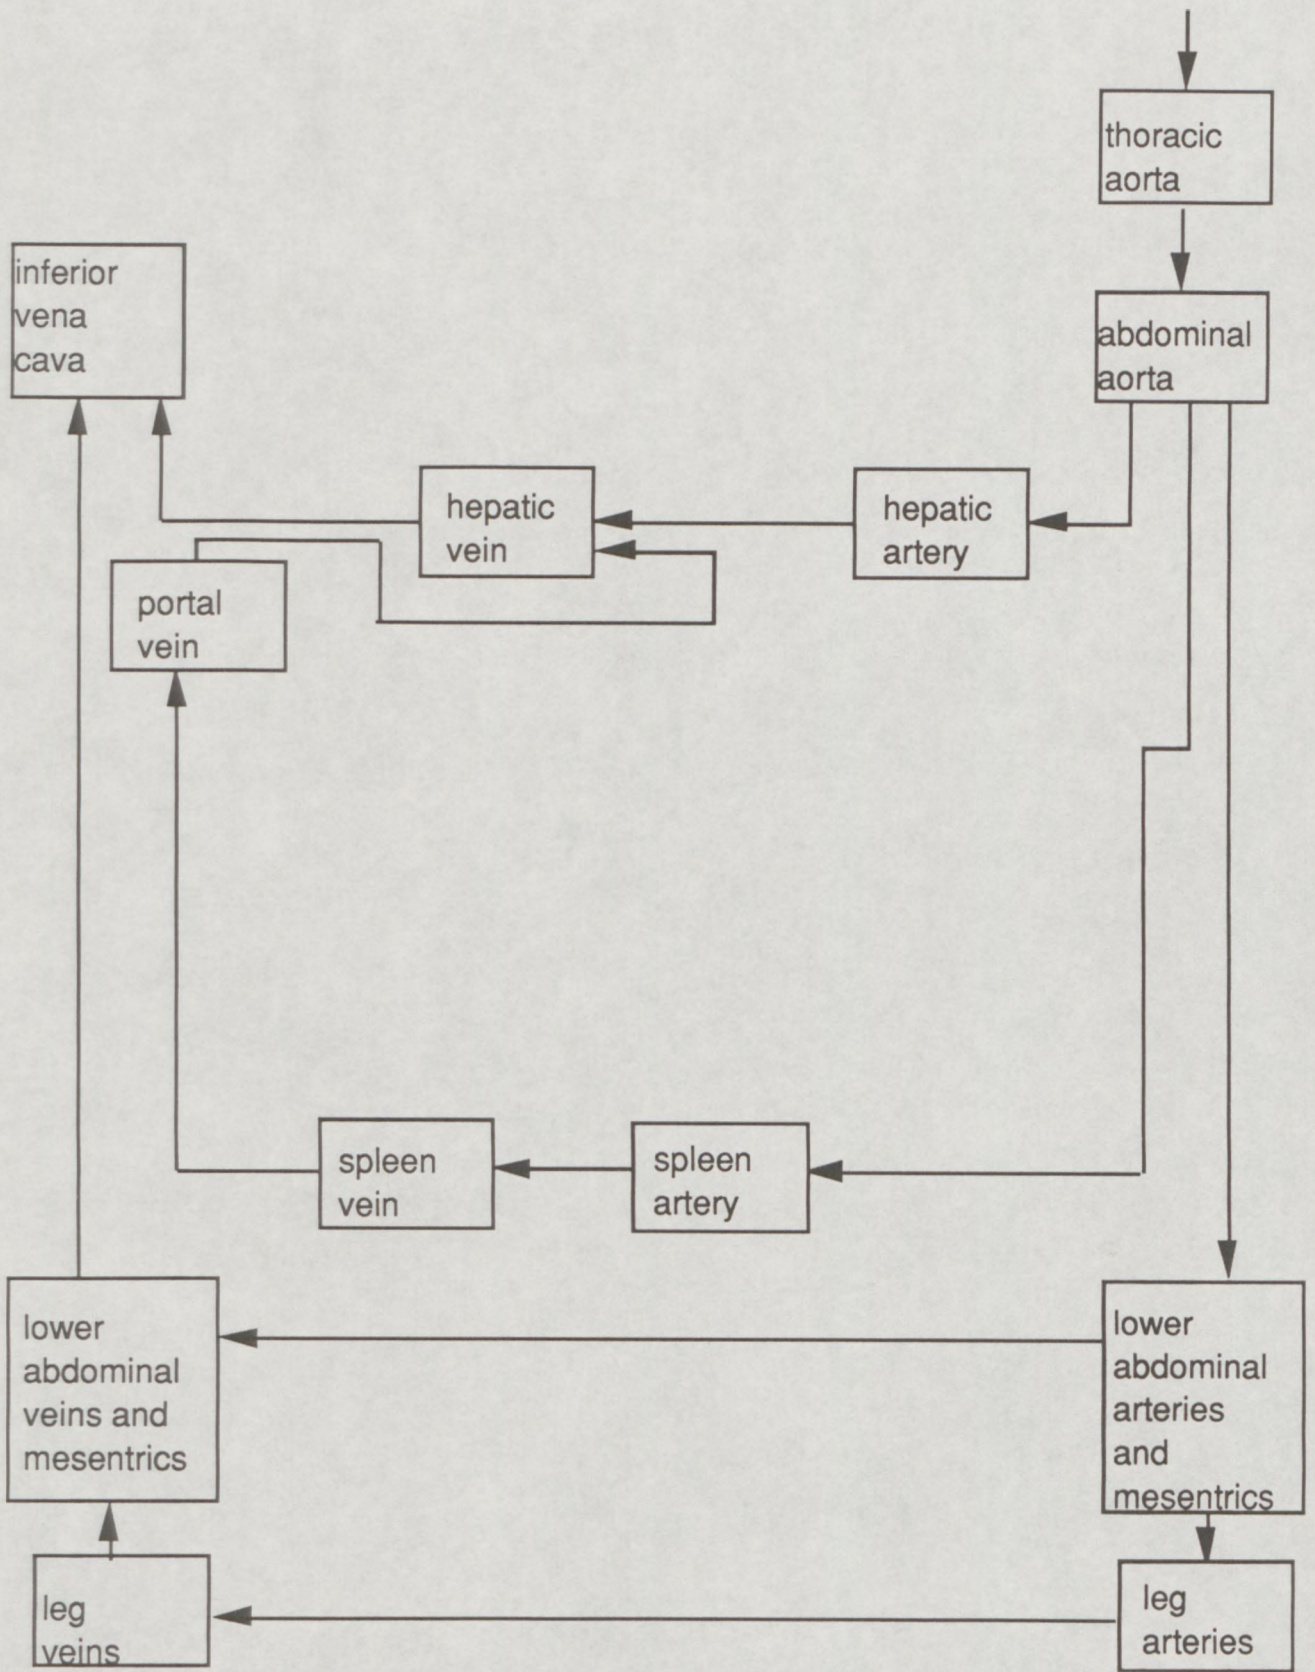 thoracic
aorta
inferior
vena
cava
abdominal
aorta
hepatic
vein
hepatic
artery
portal
vein
spleen
vein
spleen
artery
lower
abdominal
veins and
mesentrics
lower
abdominal
arteries
and
mesentrics
leg
veins
leg
arteries